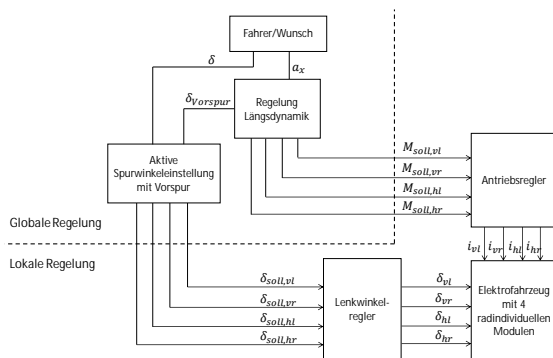 Fahrer/Wunsch
δ
a_x
δ_Vorspur
Regelung
Längsdynamik
Aktive
Spurwinkeleinstellung
mit Vorspur
M_soll,vl
M_soll,vr
M_soll,hl
M_soll,hr
Antriebsregler
Globale Regelung
Lokale Regelung
i_vl i_vr i_hl i_hr
δ_soll,vl
δ_soll,vr
δ_soll,hl
δ_soll,hr
Lenkwinkel-
regler
δ_vl
δ_vr
δ_hl
δ_hr
Elektrofahrzeug
mit 4
radindividuellen
Modulen